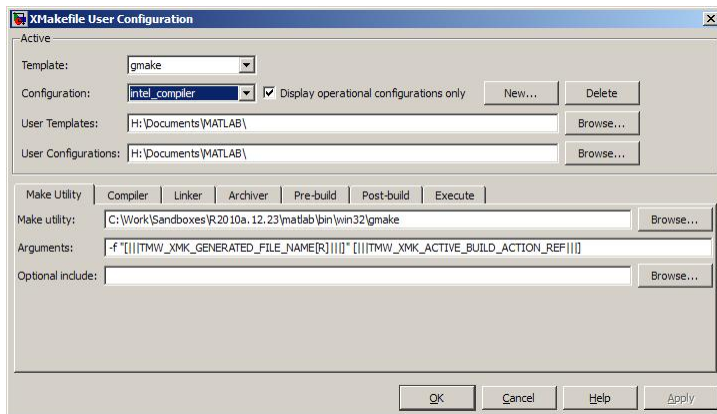 XMakefile User Configuration
Active
Template: gmake
Configuration: intel_compiler Display operational configurations only New... Delete
User Templates: H:\Documents\MATLAB\ Browse...
User Configurations: H:\Documents\MATLAB\ Browse...
Make Utility Compiler Linker Archiver Pre-build Post-build Execute
Make utility: C:\Work\Sandboxes\R2010a.12.23\matlab\bin\win32\gmake Browse...
Arguments: -f "[|||TMW_XMK_GENERATED_FILE_NAME[R]|||]" [|||TMW_XMK_ACTIVE_BUILD_ACTION_REF|||]
Optional include: Browse...
OK Cancel Help Apply